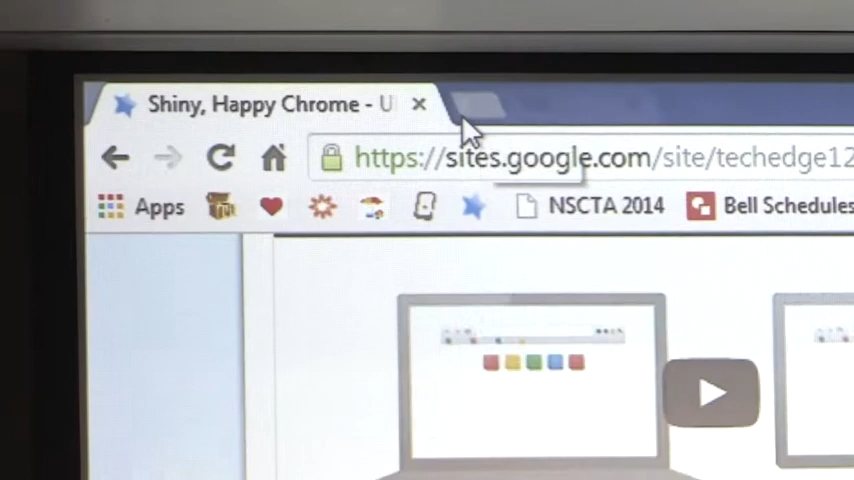 Shiny, Happy Chrome - U
https://sites.google.com/site/techedge12
Apps
NSCTA 2014
Bell Schedules